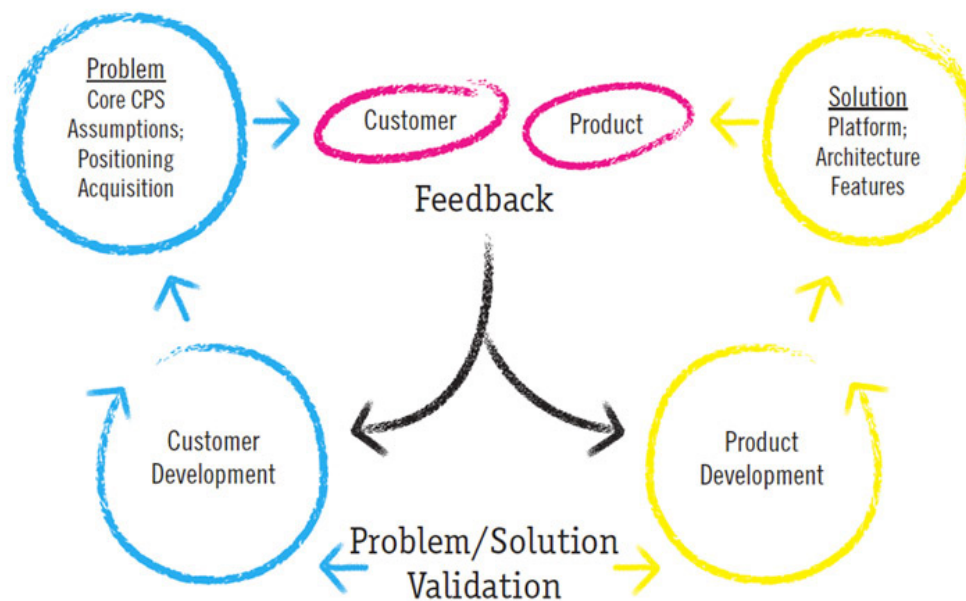 Problem
Core CPS
Assumptions;
Positioning
Acquisition
Customer
Product
Solution
Platform;
Architecture
Features
Feedback
Customer
Development
Product
Development
Problem/Solution
Validation